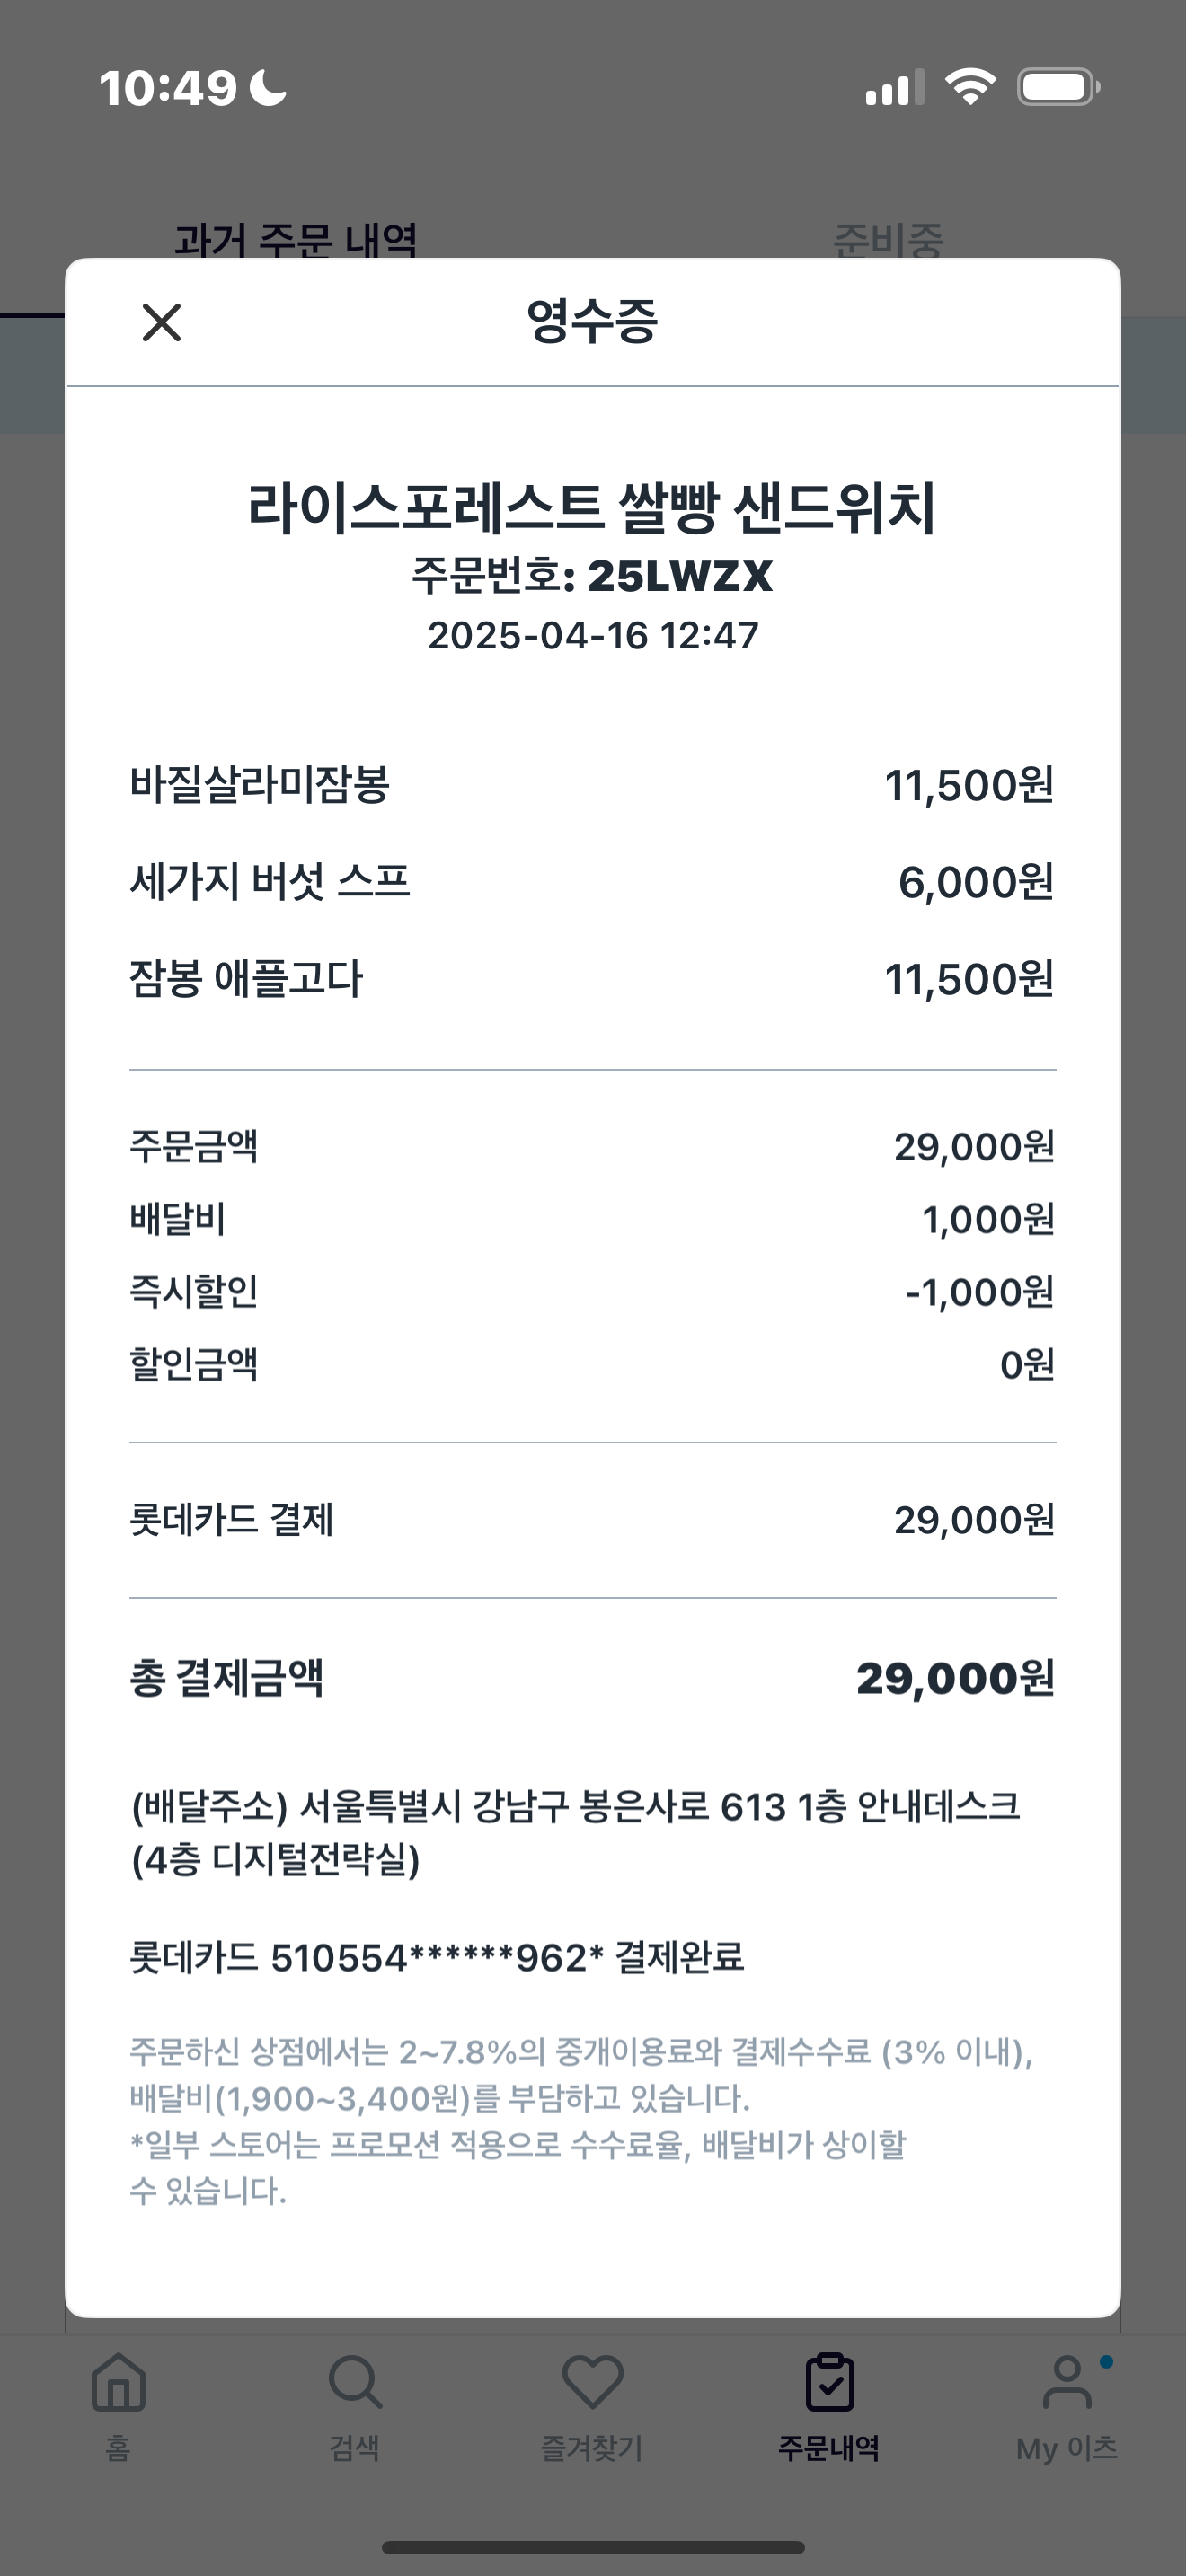 10:49
과거 주문 내역
준비중
영수증
라이스포레스트 쌀빵 샌드위치
주문번호: 25LWZX
2025-04-16 12:47
바질살라미잠봉 11,500원
세가지 버섯 스프 6,000원
잠봉 애플고다 11,500원
주문금액 29,000원
배달비 1,000원
즉시할인 -1,000원
할인금액 0원
롯데카드 결제 29,000원
총 결제금액 29,000원
(배달주소) 서울특별시 강남구 봉은사로 613 1층 안내데스크
(4층 디지털전략실)
롯데카드 510554******962* 결제완료
주문하신 상점에서는 2~7.8%의 중개이용료와 결제수수료 (3% 이내),
배달비(1,900~3,400원)를 부담하고 있습니다.
*일부 스토어는 프로모션 적용으로 수수료율, 배달비가 상이할
수 있습니다.
홈 검색 즐겨찾기 주문내역 My 이츠